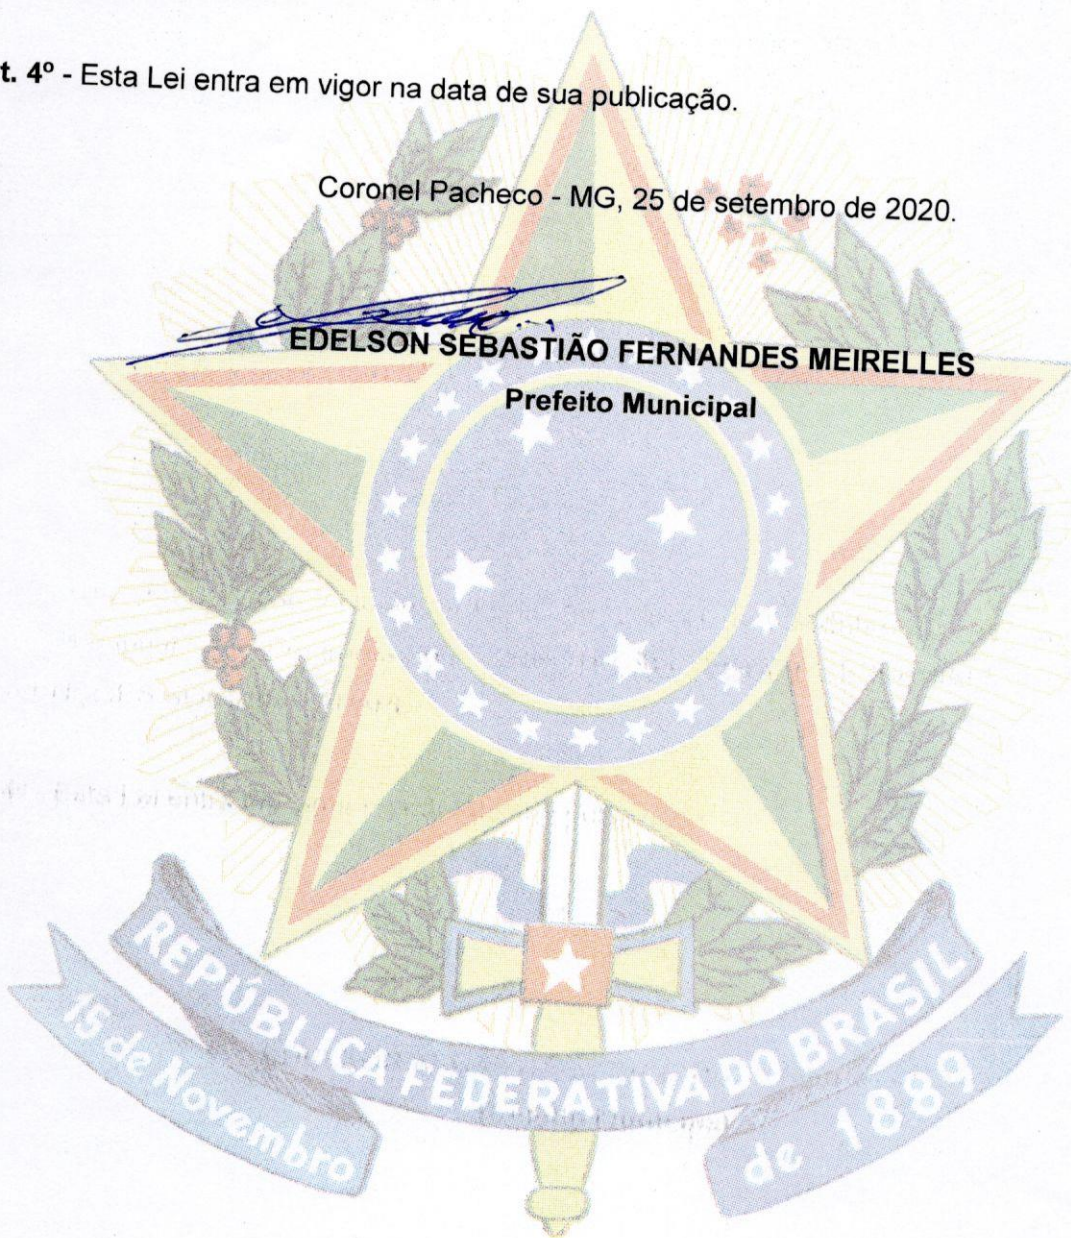 t. 4º - Esta Lei entra em vigor na data de sua publicação.
Coronel Pacheco - MG, 25 de setembro de 2020.
EDELSON SEBASTIÃO FERNANDES MEIRELLES
Prefeito Municipal
REPÚBLICA FEDERATIVA DO BRASIL
15 de Novembro
de 1889